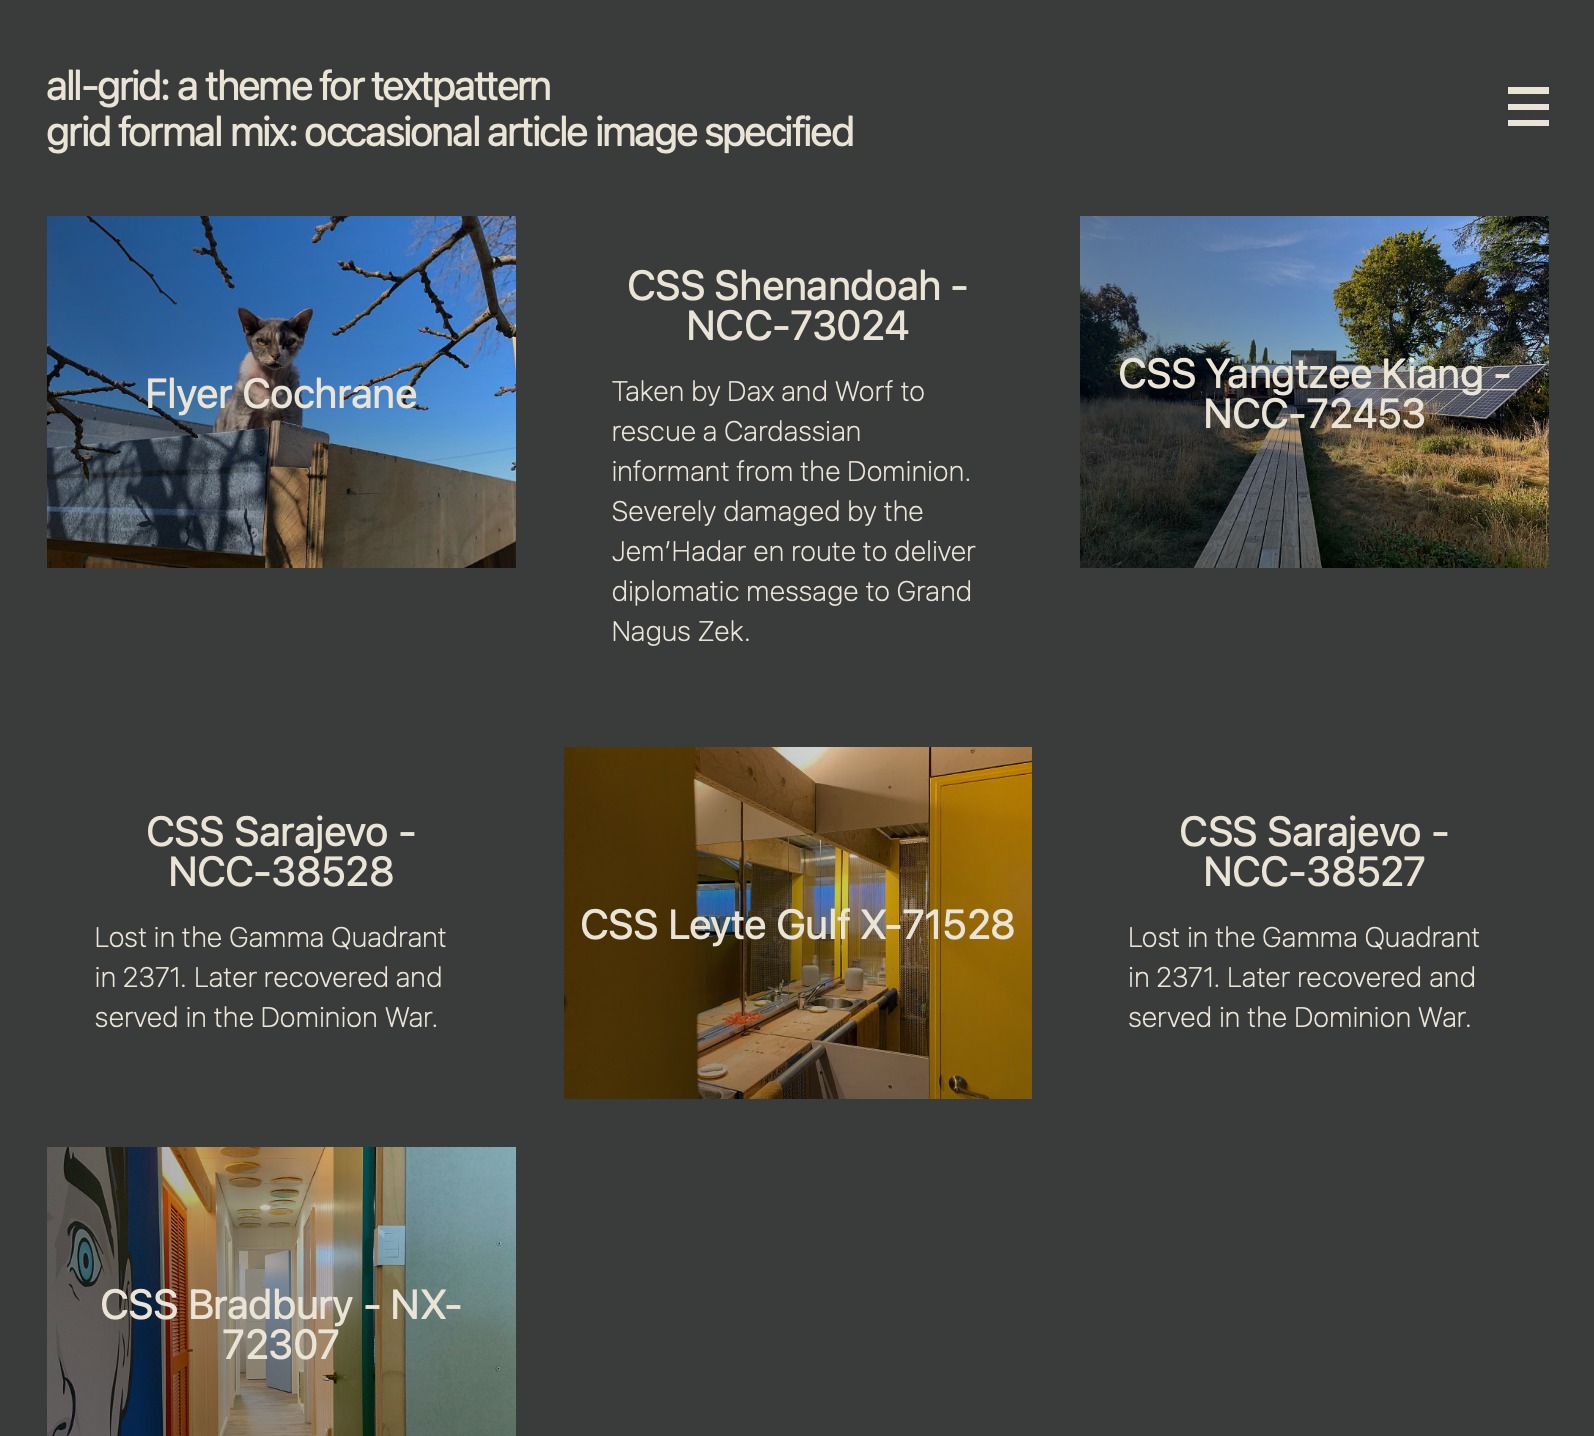 all-grid: a theme for textpattern
grid formal mix: occasional article image specified
Flyer Cochrane
CSS Shenandoah -
NCC-73024
Taken by Dax and Worf to
rescue a Cardassian
informant from the Dominion.
Severely damaged by the
Jem’Hadar en route to deliver
diplomatic message to Grand
Nagus Zek.
CSS Yangtzee Kiang -
NCC-72453
CSS Sarajevo -
NCC-38528
Lost in the Gamma Quadrant
in 2371. Later recovered and
served in the Dominion War.
CSS Leyte Gulf X-71528
CSS Sarajevo -
NCC-38527
Lost in the Gamma Quadrant
in 2371. Later recovered and
served in the Dominion War.
CSS Bradbury - NX-
72307